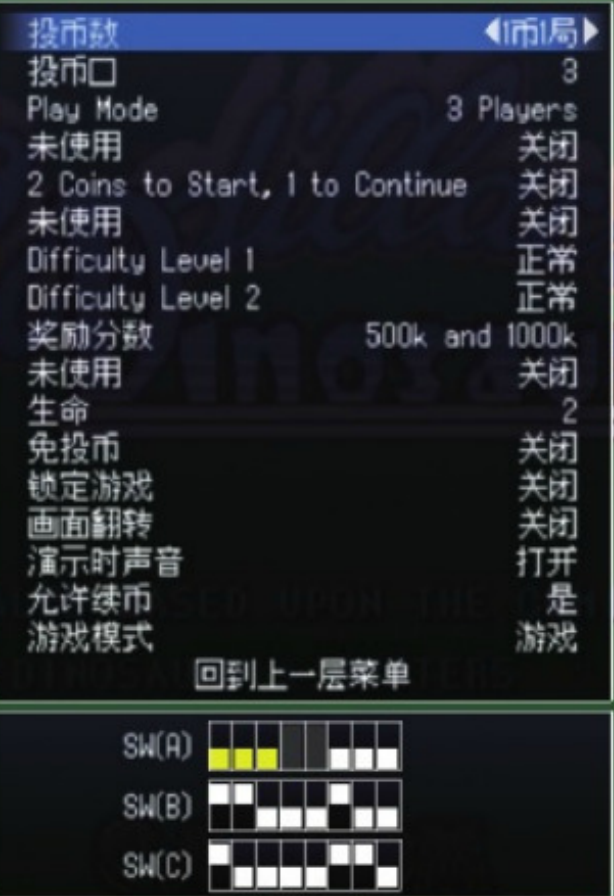 投币数 1币1局
投币口 3
Play Mode 3 Players
未使用 关闭
2 Coins to Start, 1 to Continue 关闭
未使用 关闭
Difficulty Level 1 正常
Difficulty Level 2 正常
奖励分数 500k and 1000k
未使用 关闭
生命 2
免投币 关闭
锁定游戏 关闭
画面翻转 关闭
演示时声音 打开
允许续币 是
游戏模式 游戏
回到上一层菜单
SW(A)
SW(B)
SW(C)